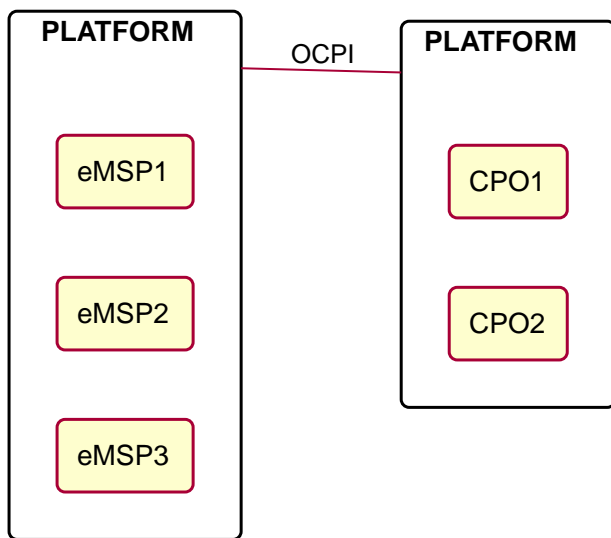 PLATFORM
eMSP1
eMSP2
eMSP3
OCPI
PLATFORM
CPO1
CPO2